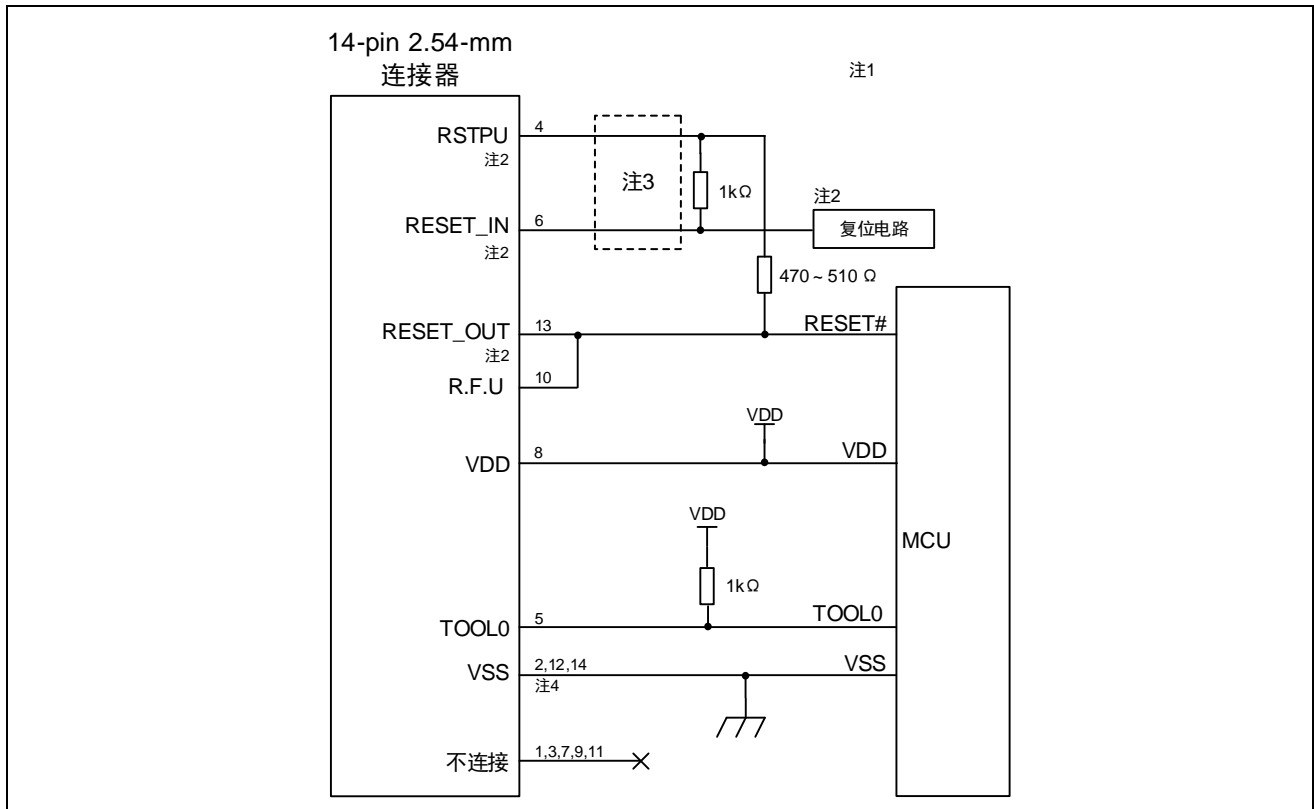 14-pin 2.54-mm
连接器
注1
RSTPU
4
注2
注3
1kΩ
注2
RESET_IN
6
复位电路
注2
470 ~ 510 Ω
RESET_OUT
13
RESET#
注2
R.F.U
10
VDD
VDD
8
VDD
VDD
MCU
1kΩ
TOOL0
5
TOOL0
VSS
2,12,14
VSS
注4
不连接
1,3,7,9,11